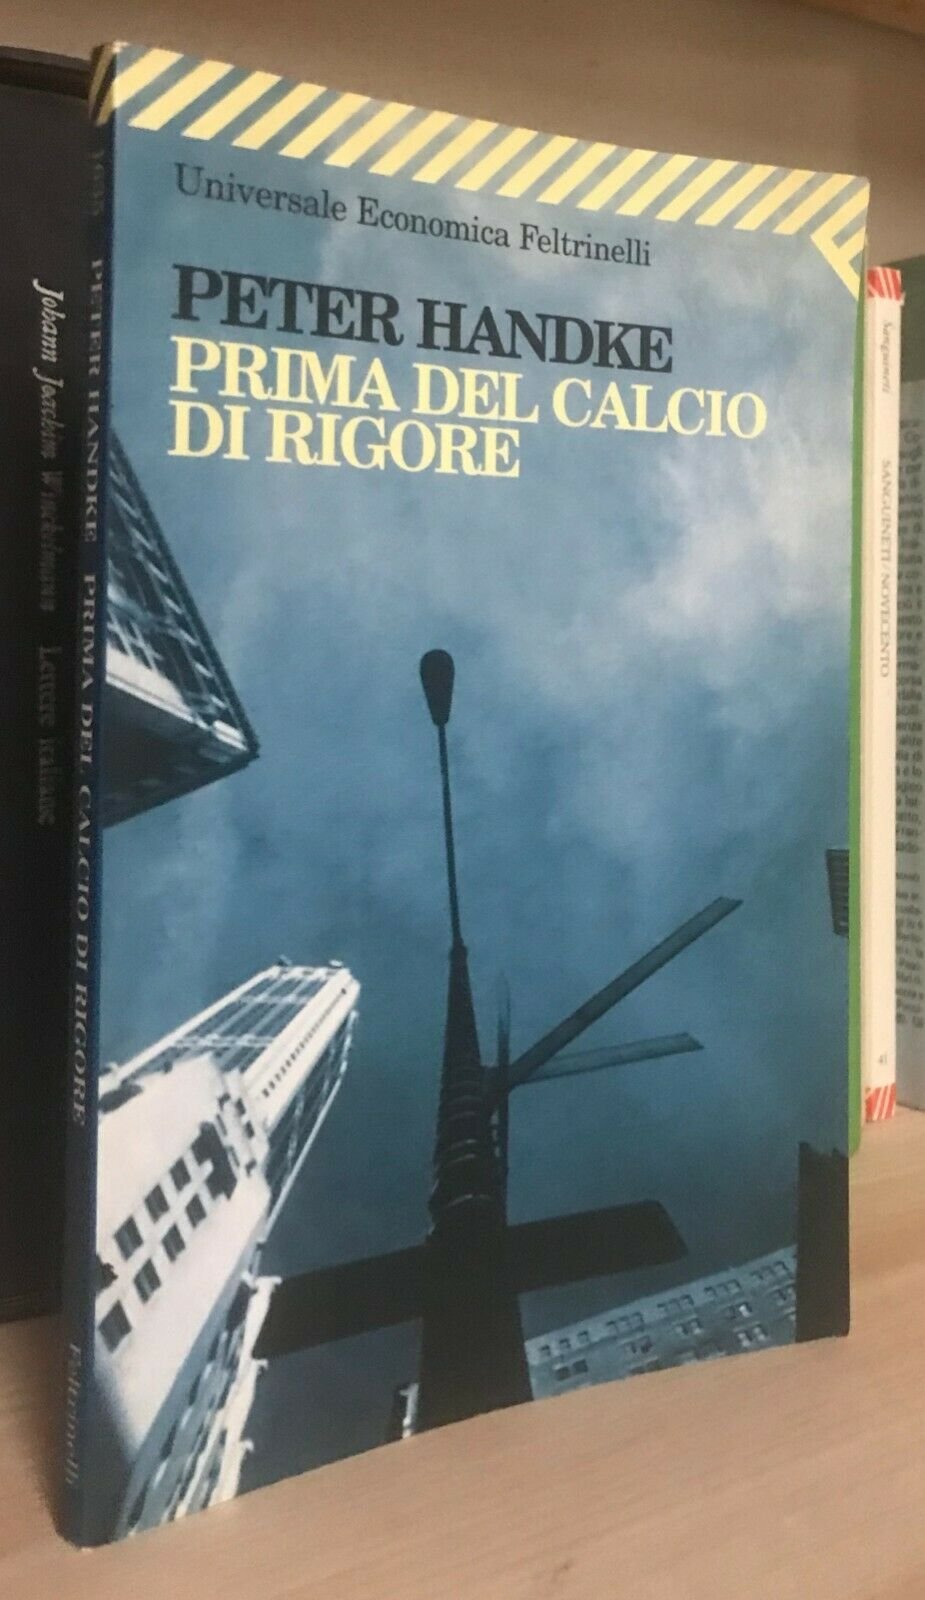 Universale Economica Feltrinelli
PETER HANDKE
PRIMA DEL CALCIO
DI RIGORE
PETER HANDKE PRIMA DEL CALCIO DI RIGORE
Feltrinelli
Johann Joachim Winckelmann Lettere italiane
Sanguineti
SANGUINETI / NOVECENTO
41